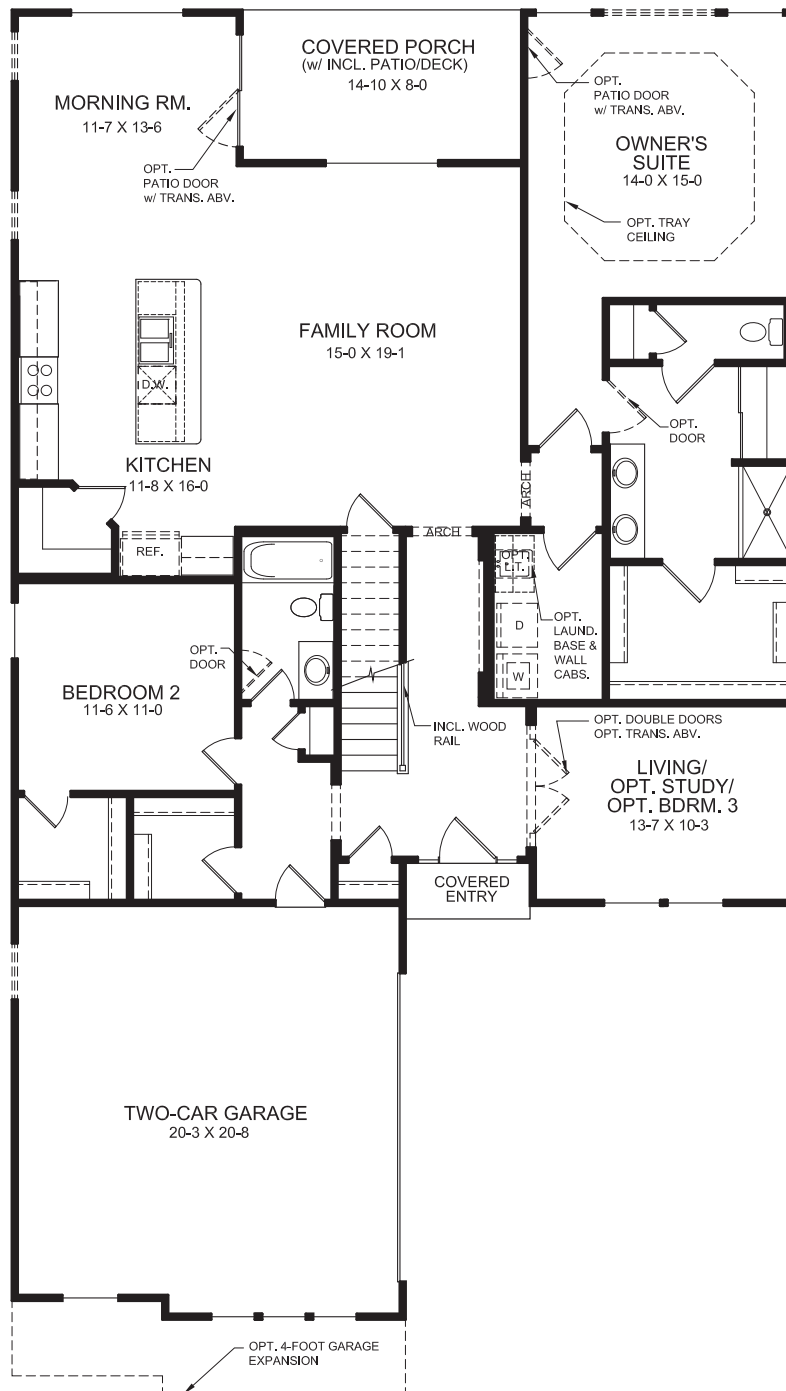 COVERED PORCH
(w/ INCL. PATIO/DECK)
14-10 X 8-0
MORNING RM.
11-7 X 13-6
OPT.
PATIO DOOR
w/ TRANS. ABV.
OPT.
PATIO DOOR
w/ TRANS. ABV.
OWNER'S
SUITE
14-0 X 15-0
OPT. TRAY
CEILING
FAMILY ROOM
15-0 X 19-1
D.W.
OPT.
DOOR
KITCHEN
11-8 X 16-0
ARCH
ARCH
REF.
OPT.
L.T.
OPT.
LAUND.
BASE &
WALL
CABS.
D
W
OPT.
DOOR
BEDROOM 2
11-6 X 11-0
INCL. WOOD
RAIL
OPT. DOUBLE DOORS
OPT. TRANS. ABV.
LIVING/
OPT. STUDY/
OPT. BDRM. 3
13-7 X 10-3
COVERED
ENTRY
TWO-CAR GARAGE
20-3 X 20-8
OPT. 4-FOOT GARAGE
EXPANSION